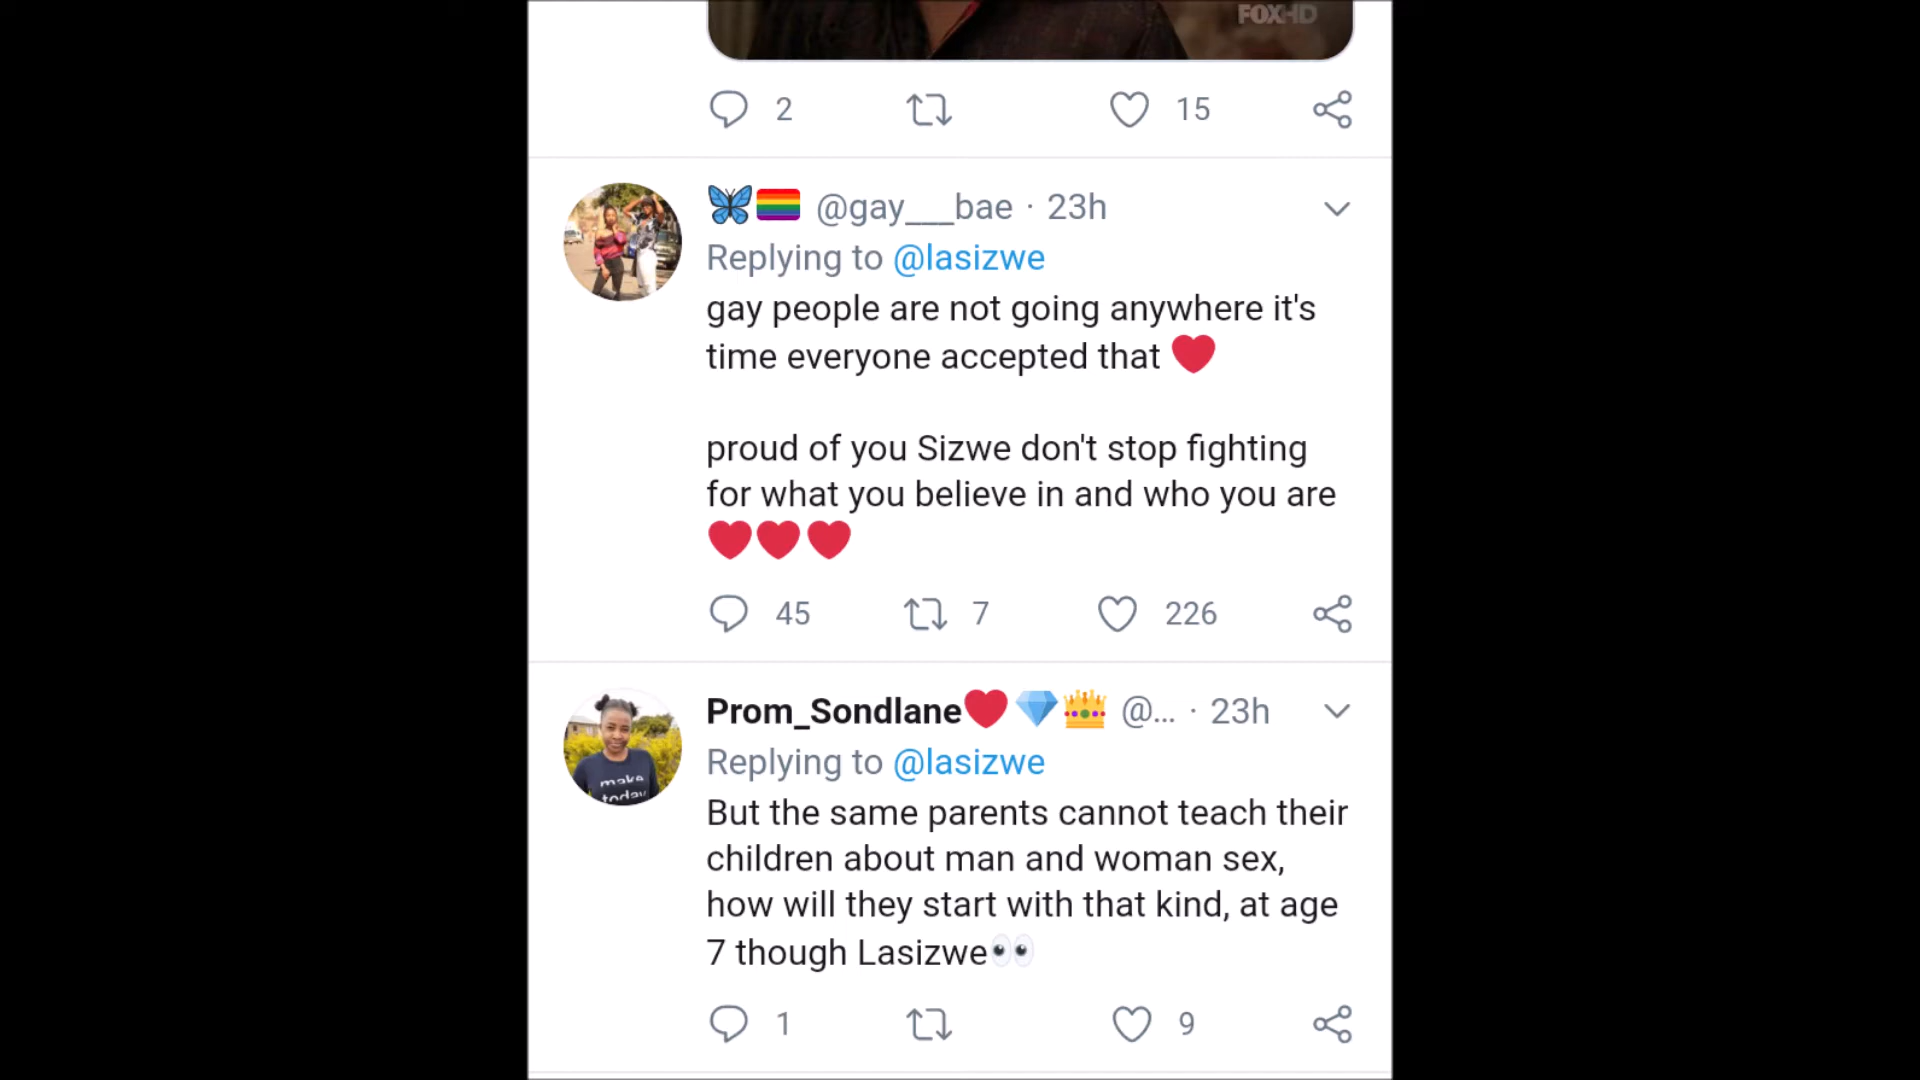 FOXHD
2
15
@gay___bae · 23h
Replying to @lasizwe
gay people are not going anywhere it's
time everyone accepted that ❤️
proud of you Sizwe don't stop fighting
for what you believe in and who you are
❤️❤️❤️
45 7 226
Prom_Sondlane❤️💎👑 @... · 23h
Replying to @lasizwe
make
today
But the same parents cannot teach their
children about man and woman sex,
how will they start with that kind, at age
7 though Lasizwe👀
1 9